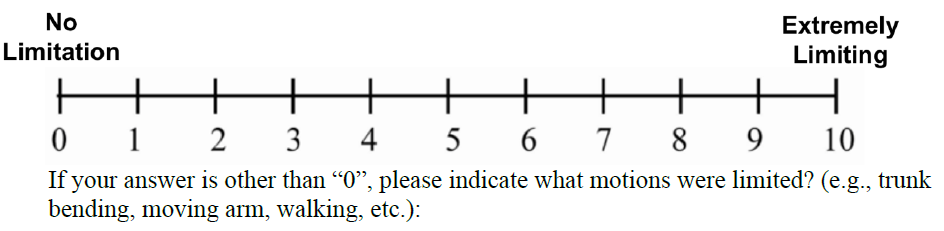 No
Limitation
Extremely
Limiting
0 1 2 3 4 5 6 7 8 9 10
If your answer is other than “0”, please indicate what motions were limited? (e.g., trunk
bending, moving arm, walking, etc.):